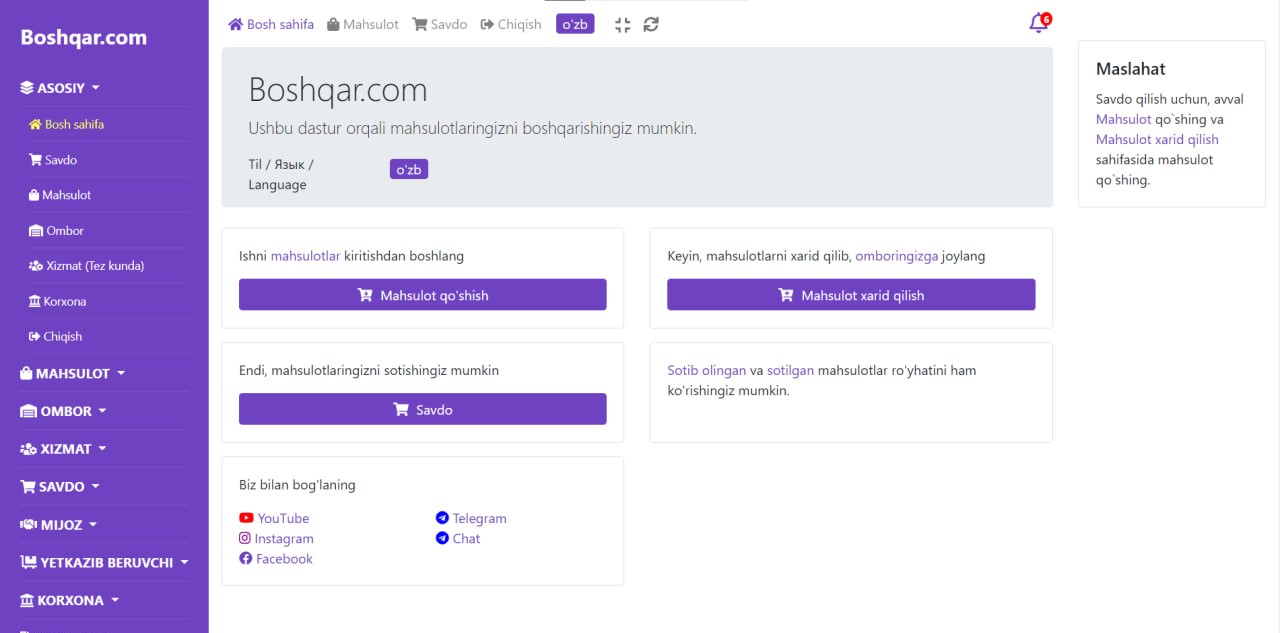 Boshqar.com
ASOSIY
Bosh sahifa
Savdo
Mahsulot
Ombor
Xizmat (Tez kunda)
Korxona
Chiqish
MAHSULOT
OMBOR
XIZMAT
SAVDO
MIJOZ
YETKAZIB BERUVCHI
KORXONA
Bosh sahifa Mahsulot Savdo Chiqish o'zb
6
Boshqar.com
Ushbu dastur orqali mahsulotlaringizni boshqarishingiz mumkin.
Til / Язык /
Language
o'zb
Ishni mahsulotlar kiritishdan boshlang
Mahsulot qo'shish
Keyin, mahsulotlarni xarid qilib, omboringizga joylang
Mahsulot xarid qilish
Endi, mahsulotlaringizni sotishingiz mumkin
Savdo
Sotib olingan va sotilgan mahsulotlar ro'yhatini ham
ko'rishingiz mumkin.
Biz bilan bog'laning
YouTube
Instagram
Facebook
Telegram
Chat
Maslahat
Savdo qilish uchun, avval
Mahsulot qo`shing va
Mahsulot xarid qilish
sahifasida mahsulot
qo`shing.